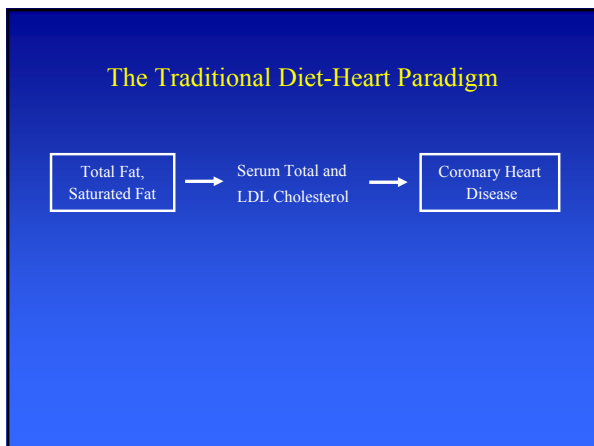 The Traditional Diet-Heart Paradigm
Total Fat,
Saturated Fat
Serum Total and
LDL Cholesterol
Coronary Heart
Disease